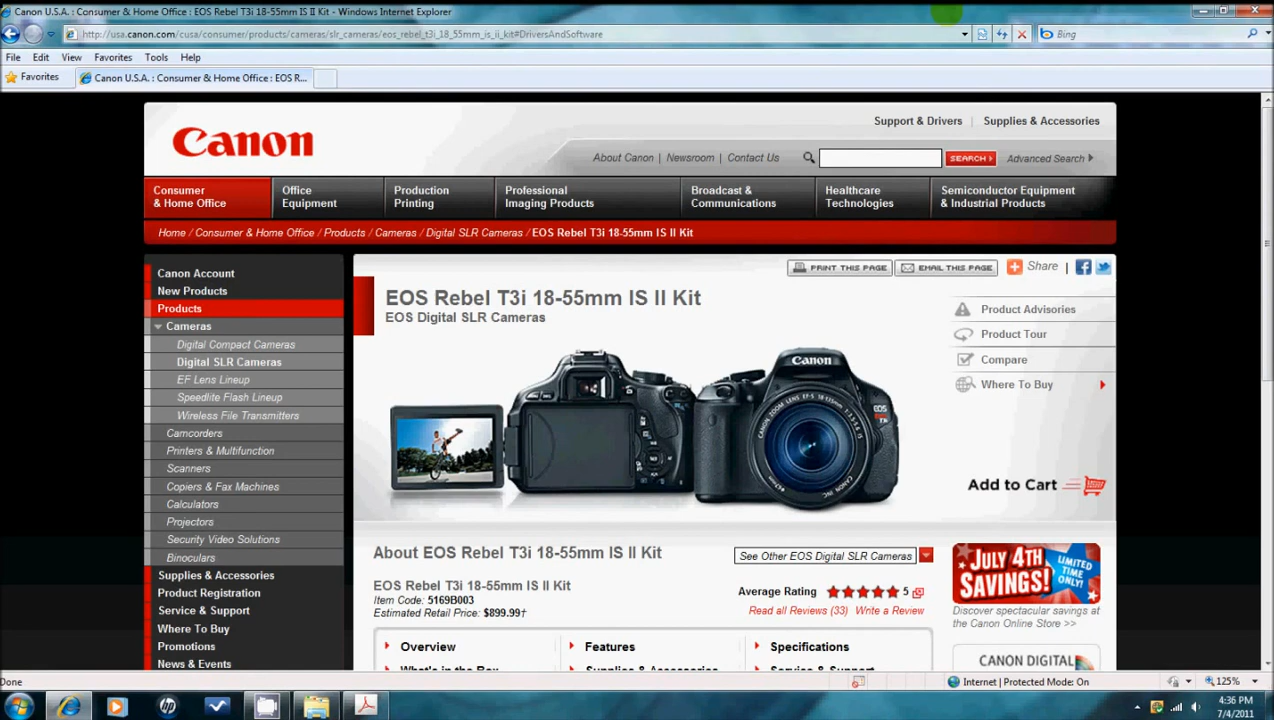 Canon U.S.A. : Consumer & Home Office : EOS Rebel T3i 18-55mm IS II Kit - Windows Internet Explorer
http://usa.canon.com/cusa/consumer/products/cameras/slr_cameras/eos_rebel_t3i_18_55mm_is_ii_kit#DriversAndSoftware
Bing
File Edit View Favorites Tools Help
Favorites
Canon U.S.A. : Consumer & Home Office : EOS R...
Support & Drivers
Supplies & Accessories
Canon
About Canon | Newsroom | Contact Us
SEARCH
Advanced Search
Consumer
& Home Office
Office
Equipment
Production
Printing
Professional
Imaging Products
Broadcast &
Communications
Healthcare
Technologies
Semiconductor Equipment
& Industrial Products
Home / Consumer & Home Office / Products / Cameras / Digital SLR Cameras / EOS Rebel T3i 18-55mm IS II Kit
Canon Account
New Products
Products
Cameras
Digital Compact Cameras
Digital SLR Cameras
EF Lens Lineup
Speedlite Flash Lineup
Wireless File Transmitters
Camcorders
Printers & Multifunction
Scanners
Copiers & Fax Machines
Calculators
Projectors
Security Video Solutions
Binoculars
Supplies & Accessories
Product Registration
Service & Support
Where To Buy
Promotions
News & Events
PRINT THIS PAGE
EMAIL THIS PAGE
Share |
EOS Rebel T3i 18-55mm IS II Kit
EOS Digital SLR Cameras
Canon
EOS
Product Advisories
Product Tour
Compare
Where To Buy
Add to Cart
About EOS Rebel T3i 18-55mm IS II Kit
See Other EOS Digital SLR Cameras
EOS Rebel T3i 18-55mm IS II Kit
Item Code: 5169B003
Estimated Retail Price: $899.99†
Average Rating 5
Read all Reviews (33) Write a Review
Overview
Features
Specifications
What's in the Box
Supplies & Accessories
Service & Support
JULY 4TH
SAVINGS!
LIMITED
TIME
ONLY!
Discover spectacular savings at
the Canon Online Store >>
CANON DIGITAL
Done
Internet | Protected Mode: On
125%
4:36 PM
7/4/2011